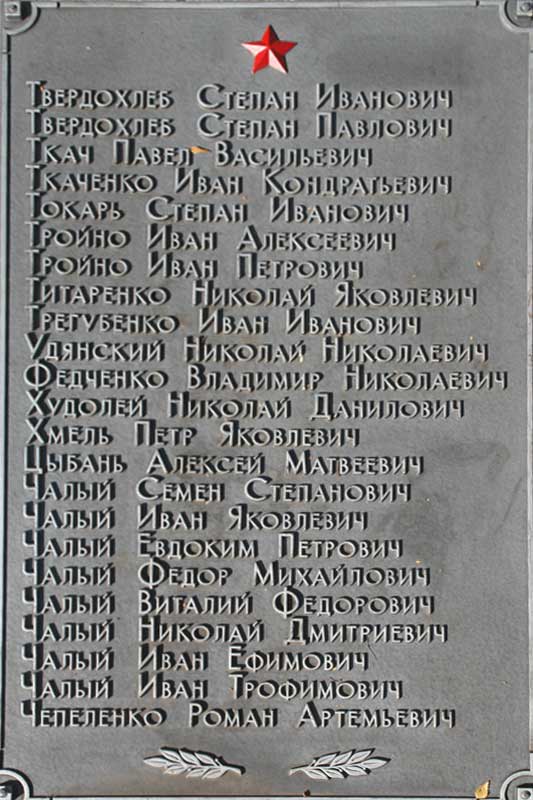 Твердохлеб Степан Иванович
Твердохлеб Степан Павлович
Ткач Павел Васильевич
Ткаченко Иван Кондратьевич
Токарь Степан Иванович
Тройно Иван Алексеевич
Тройно Иван Петрович
Титаренко Николай Яковлевич
Трегубенко Иван Иванович
Удянский Николай Николаевич
Федченко Владимир Николаевич
Худолей Николай Данилович
Хмель Петр Яковлевич
Цыбань Алексей Матвеевич
Чалый Семен Степанович
Чалый Иван Яковлевич
Чалый Евдоким Петрович
Чалый Федор Михайлович
Чалый Виталий Федорович
Чалый Николай Дмитриевич
Чалый Иван Ефимович
Чалый Иван Трофимович
Чепеленко Роман Артемьевич